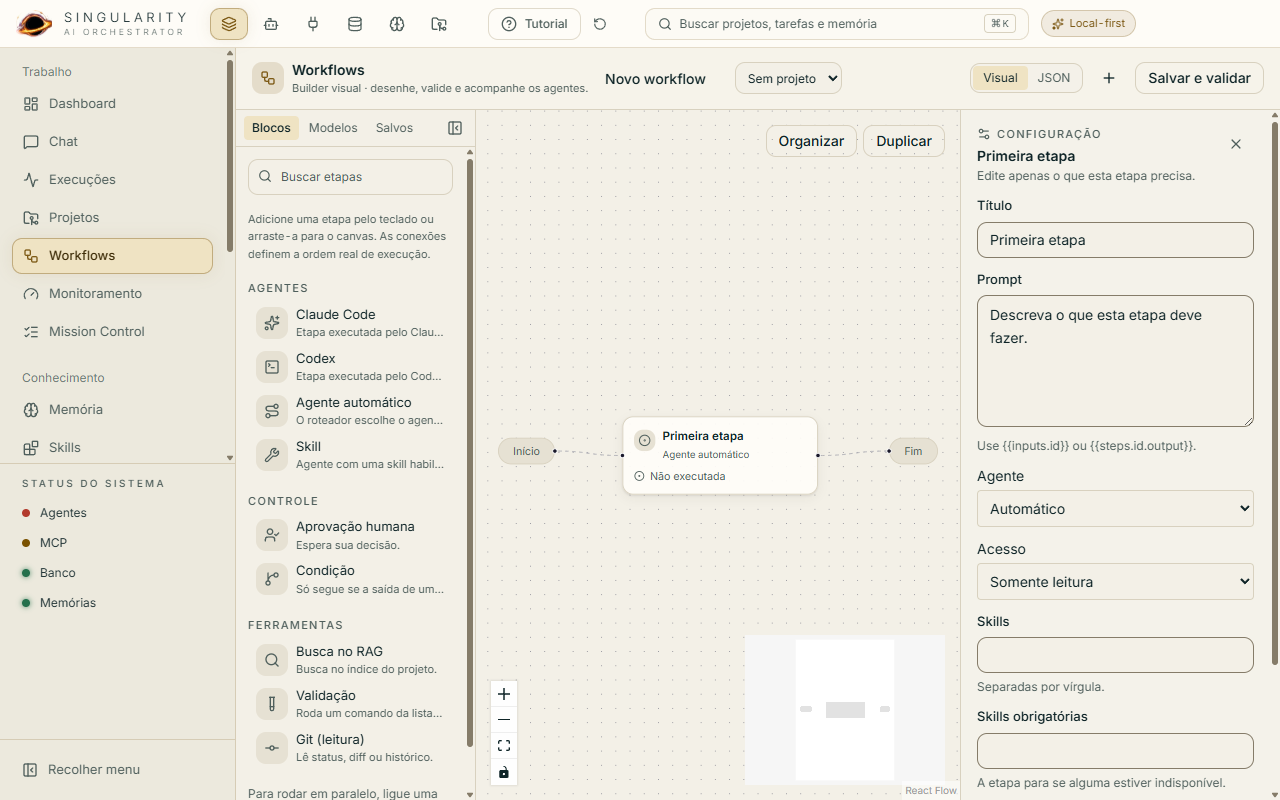 SINGULARITY
AI ORCHESTRATOR
Tutorial
Buscar projetos, tarefas e memória
⌘K
Local-first
Trabalho
Dashboard
Chat
Execuções
Projetos
Workflows
Monitoramento
Mission Control
Conhecimento
Memória
Skills
STATUS DO SISTEMA
Agentes
MCP
Banco
Memórias
Recolher menu
Workflows
Builder visual · desenhe, valide e acompanhe os agentes.
Novo workflow
Sem projeto
Visual
JSON
Salvar e validar
Blocos
Modelos
Salvos
Buscar etapas
Adicione uma etapa pelo teclado ou
arraste-a para o canvas. As conexões
definem a ordem real de execução.
AGENTES
Claude Code
Etapa executada pelo Clau...
Codex
Etapa executada pelo Cod...
Agente automático
O roteador escolhe o agen...
Skill
Agente com uma skill habil...
CONTROLE
Aprovação humana
Espera sua decisão.
Condição
Só segue se a saída de um...
FERRAMENTAS
Busca no RAG
Busca no índice do projeto.
Validação
Roda um comando da lista...
Git (leitura)
Lê status, diff ou histórico.
Para rodar em paralelo, ligue uma
Organizar
Duplicar
Início
Primeira etapa
Agente automático
Não executada
Fim
React Flow
CONFIGURAÇÃO
Primeira etapa
Edite apenas o que esta etapa precisa.
Título
Primeira etapa
Prompt
Descreva o que esta etapa deve
fazer.
Use {{inputs.id}} ou {{steps.id.output}}.
Agente
Automático
Acesso
Somente leitura
Skills
Separadas por vírgula.
Skills obrigatórias
A etapa para se alguma estiver indisponível.